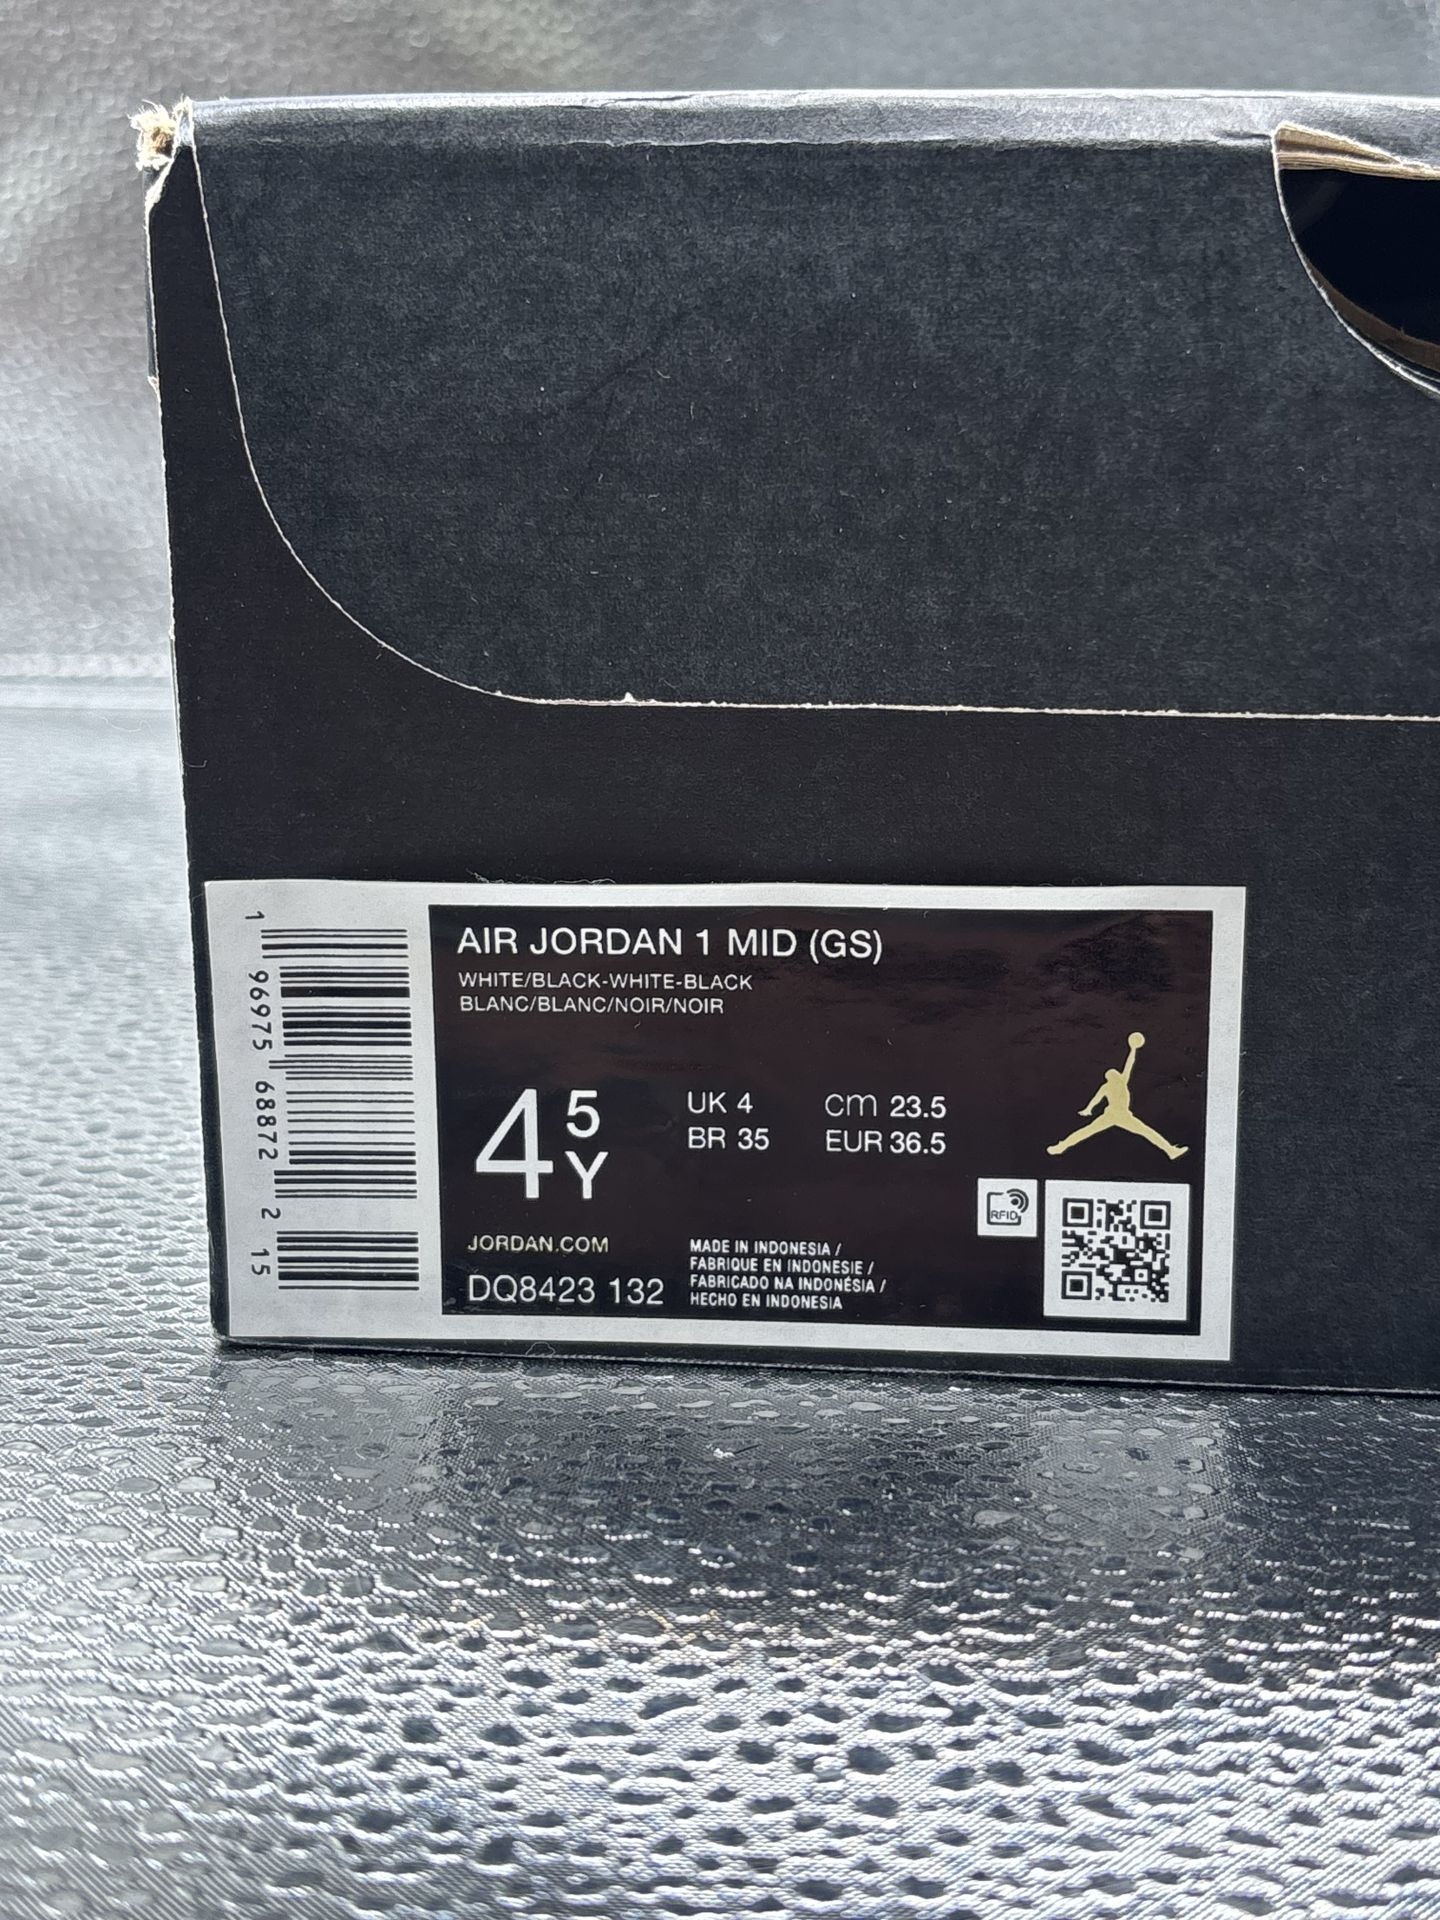 AIR JORDAN 1 MID (GS)
WHITE/BLACK-WHITE-BLACK
BLANC/BLANC/NOIR/NOIR
4 5 Y
UK 4
BR 35
cm 23.5
EUR 36.5
RFID
JORDAN.COM
DQ8423 132
MADE IN INDONESIA /
FABRIQUE EN INDONESIE /
FABRICADO NA INDONÉSIA /
HECHO EN INDONESIA
1 96975 68872 2 15